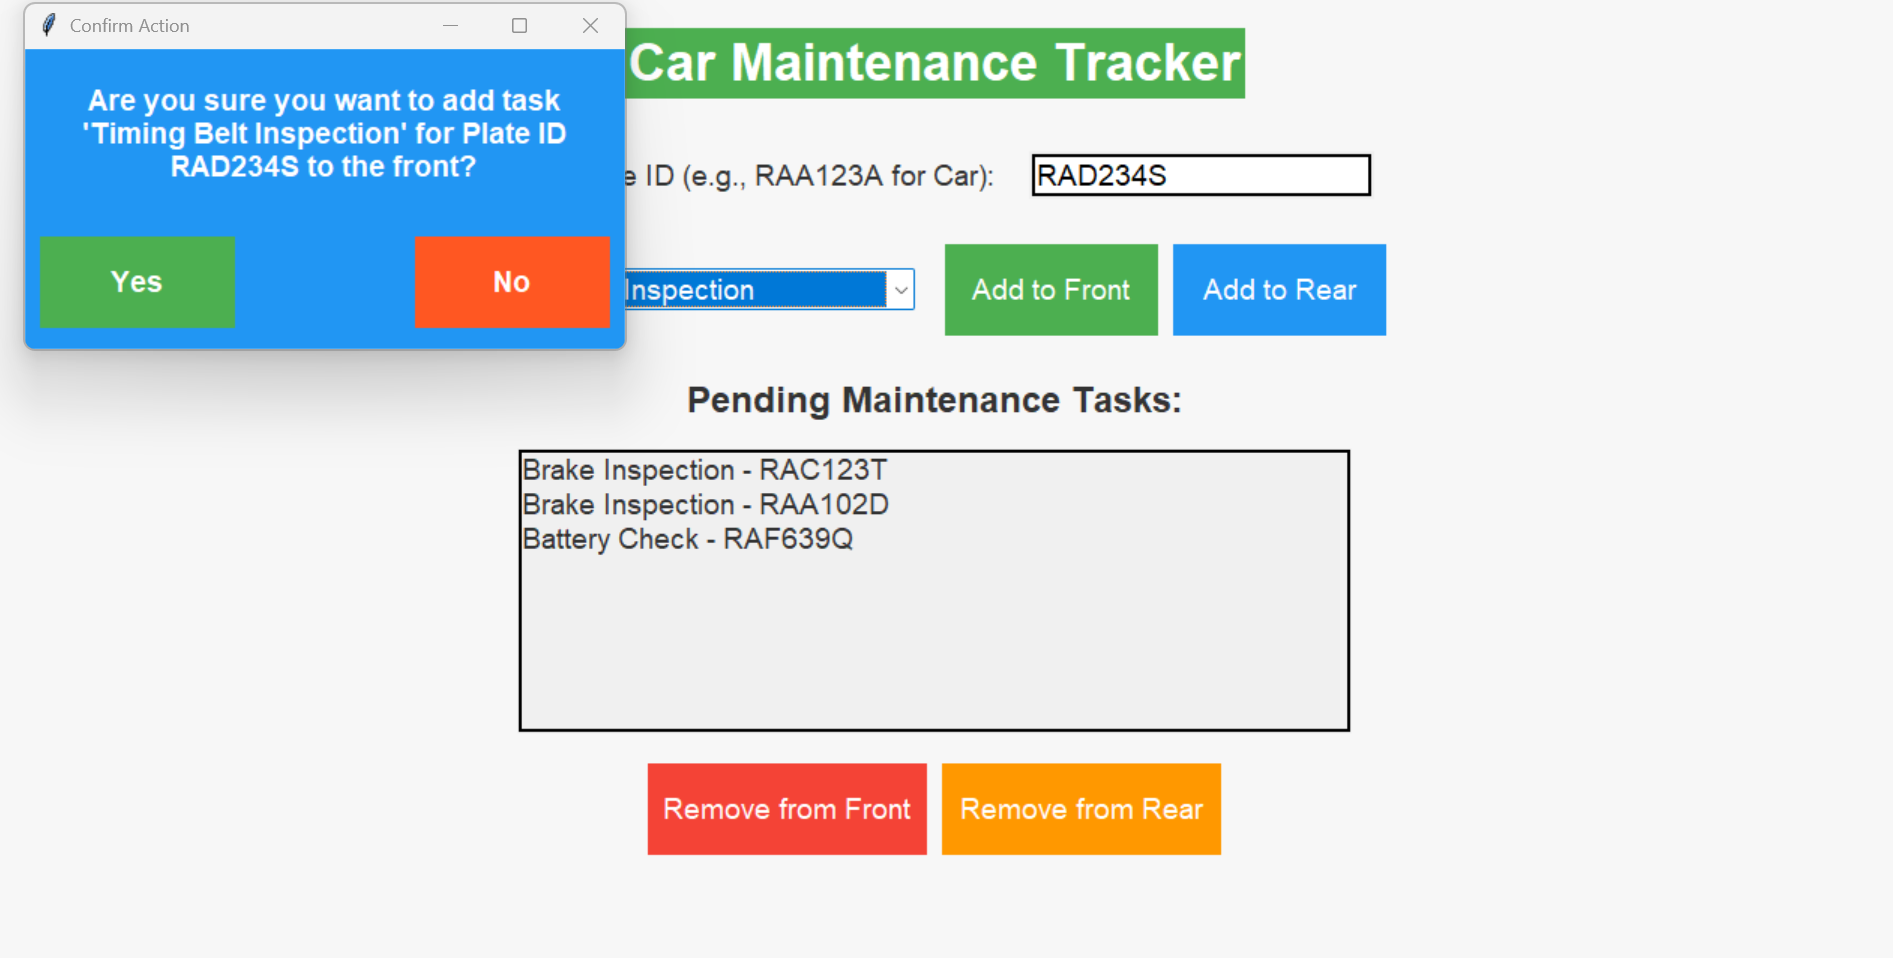 Confirm Action
Are you sure you want to add task
'Timing Belt Inspection' for Plate ID
RAD234S to the front?
Yes
No
Car Maintenance Tracker
ID (e.g., RAA123A for Car):
RAD234S
Inspection
Add to Front
Add to Rear
Pending Maintenance Tasks:
Brake Inspection - RAC123T
Brake Inspection - RAA102D
Battery Check - RAF639Q
Remove from Front
Remove from Rear